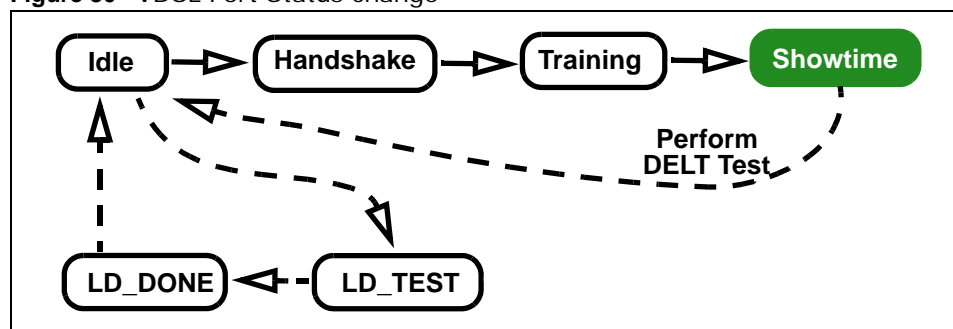 Idle
Handshake
Training
Showtime
Perform
DELT Test
LD_DONE
LD_TEST